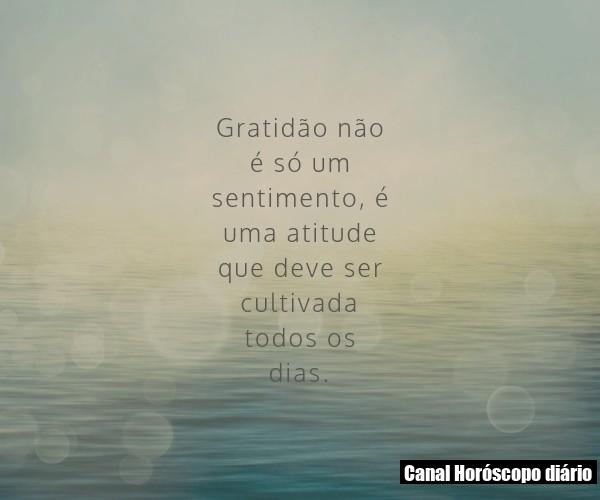 Gratidão não
é só um
sentimento, é
uma atitude
que deve ser
cultivada
todos os
dias.
Canal Horóscopo diário